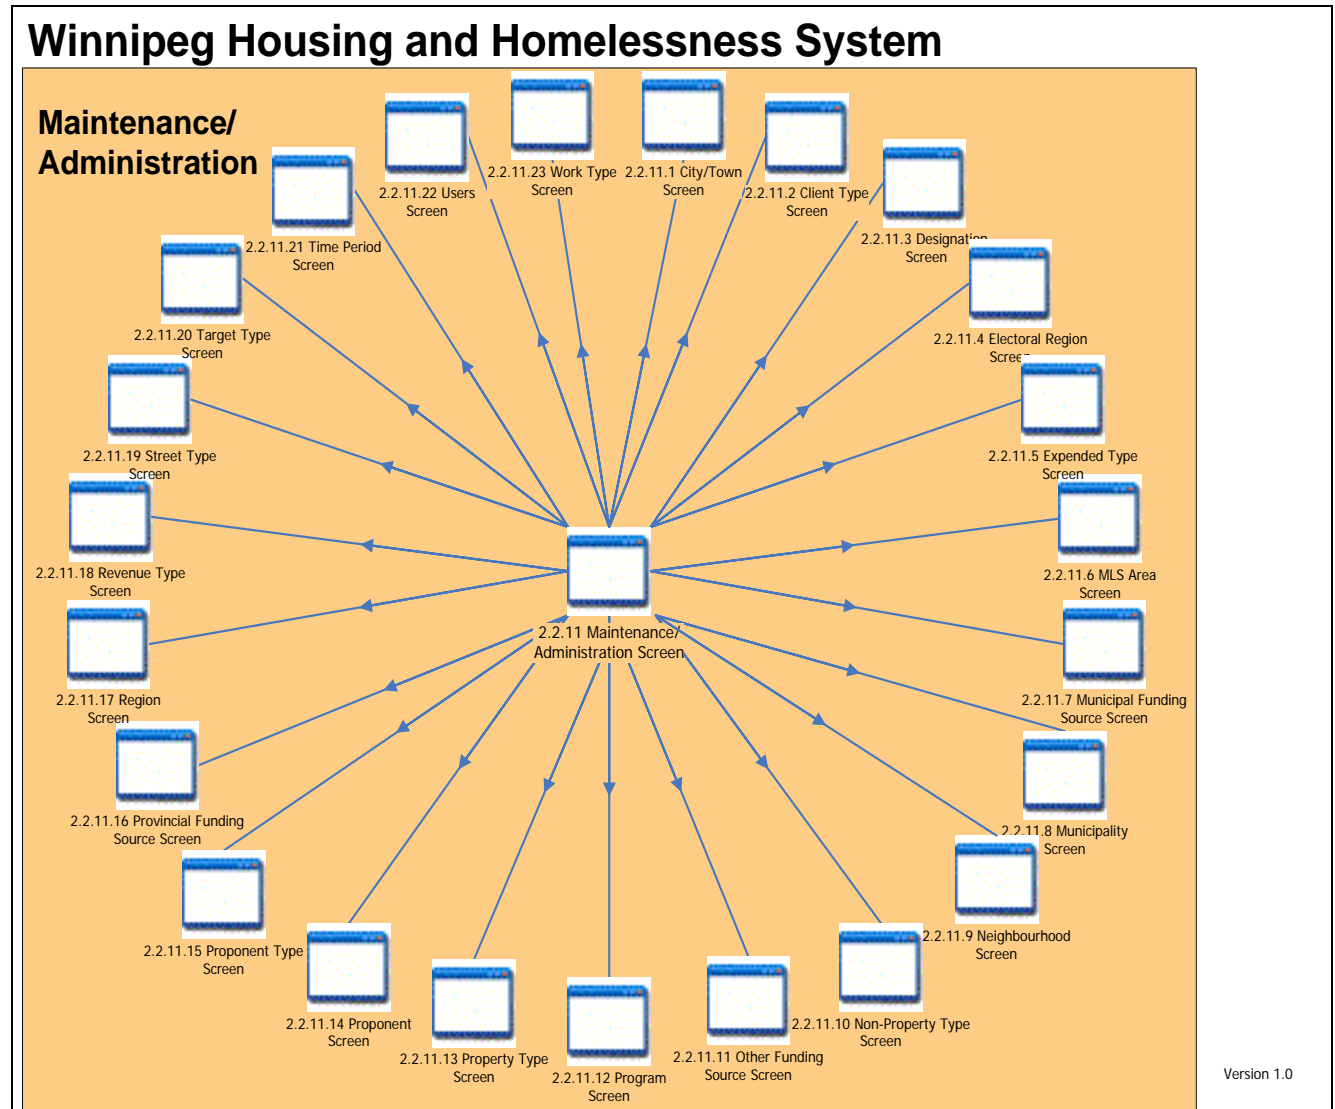 Winnipeg Housing and Homelessness System
Maintenance/
Administration
2.2.11.22 Users
Screen
2.2.11.23 Work Type
Screen
2.2.11.1 City/Town
Screen
2.2.11.2 Client Type
Screen
2.2.11.3 Designation
Screen
2.2.11.21 Time Period
Screen
2.2.11.20 Target Type
Screen
2.2.11.4 Electoral Region
Screen
2.2.11.19 Street Type
Screen
2.2.11.5 Expended Type
Screen
2.2.11.18 Revenue Type
Screen
2.2.11.6 MLS Area
Screen
2.2.11 Maintenance/
Administration Screen
2.2.11.17 Region
Screen
2.2.11.7 Municipal Funding
Source Screen
2.2.11.16 Provincial Funding
Source Screen
2.2.11.8 Municipality
Screen
2.2.11.15 Proponent Type
Screen
2.2.11.9 Neighbourhood
Screen
2.2.11.14 Proponent
Screen
2.2.11.13 Property Type
Screen
2.2.11.12 Program
Screen
2.2.11.11 Other Funding
Source Screen
2.2.11.10 Non-Property Type
Screen
Version 1.0